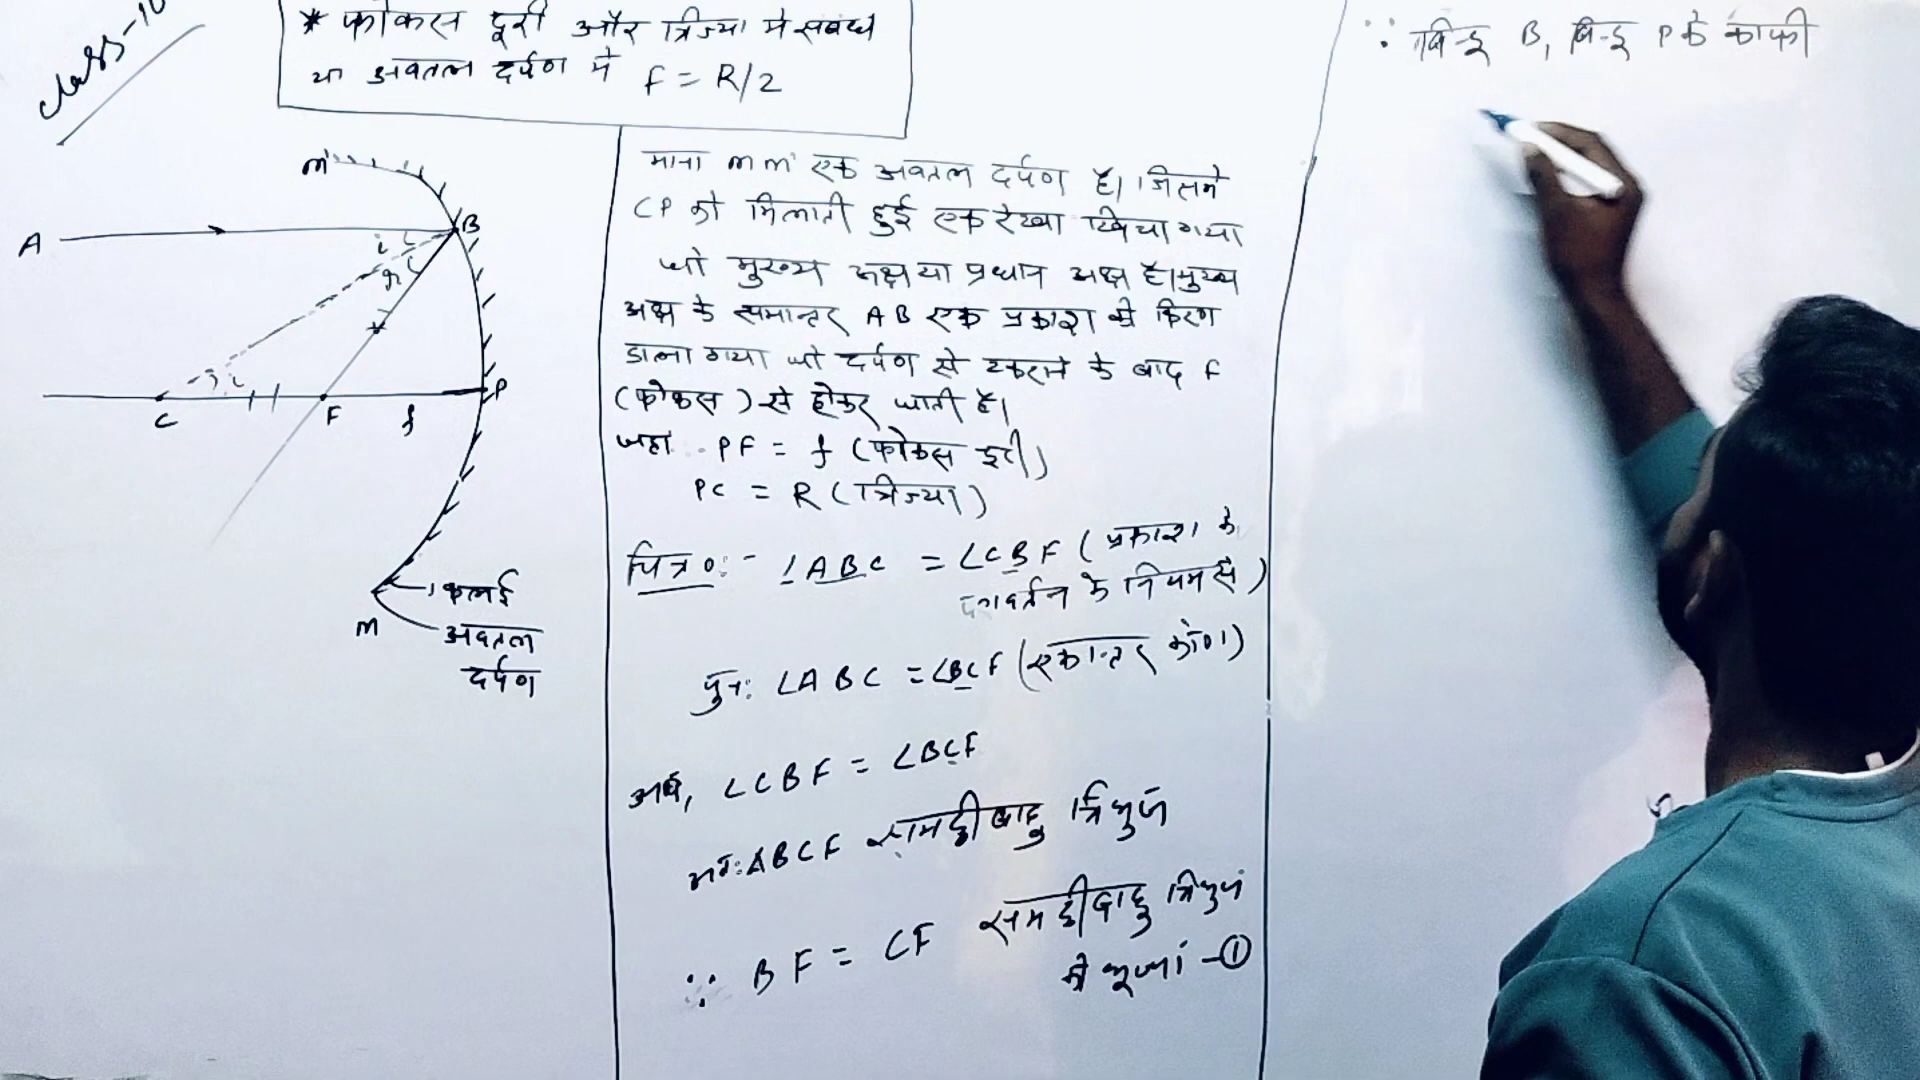 class-10
* फोकस दूरी और त्रिज्या मे संबंध
या अवतल दर्पण में f = R/2
m'
A
B
i
r
i
C
F
f
P
कलई
M
अवतल
दर्पण
माना mm' एक अवतल दर्पण है। जिसमे
CP को मिलाती हुई एक रेखा खिचा गया
जो मुख्य अक्ष या प्रधान अक्ष है। मुख्य
अक्ष के समान्तर AB एक प्रकाश की किरण
डाला गया जो दर्पण से टकराने के बाद F
(फोकस) से होकर जाती है।
जहा PF = f (फोकस दूरी)
PC = R (त्रिज्या)
चित्र०:- ∠ABC = ∠CBF (प्रकाश के
परावर्तन के नियम से)
पुनः ∠ABC = ∠BCF (एकान्तर कोण)
अब, ∠CBF = ∠BCF
अतः ΔBCF समद्वीबाहु त्रिभुज
∵ BF = CF समद्वीबाहु त्रिभुज
की भूजा -①
∵ बिन्दु B, बिन्दु P के काफी